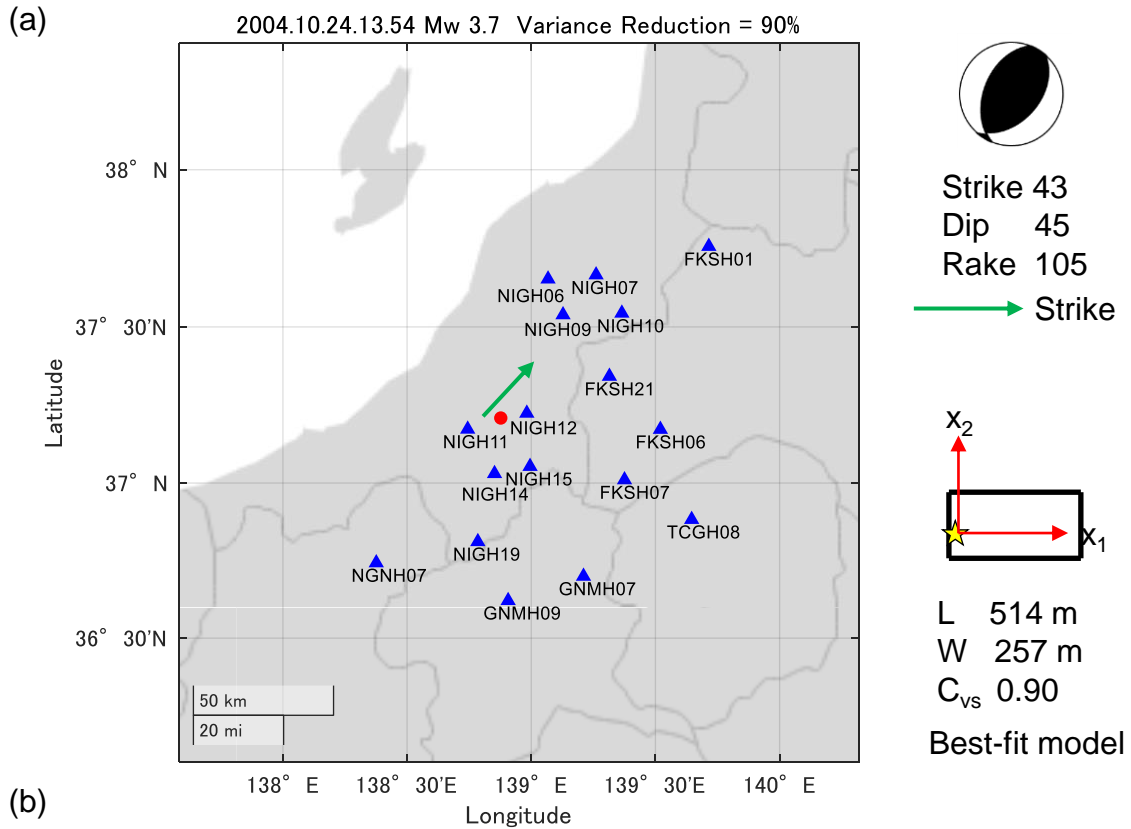 (a)
2004.10.24.13.54 Mw 3.7 Variance Reduction = 90%
38° N
37° 30'N
37° N
36° 30'N
Latitude
FKSH01
NIGH06
NIGH07
NIGH09
NIGH10
FKSH21
NIGH11
NIGH12
FKSH06
NIGH14
NIGH15
FKSH07
TCGH08
NIGH19
NGNH07
GNMH07
GNMH09
50 km
20 mi
138° E
138° 30'E
139° E
139° 30'E
140° E
Longitude
Strike 43
Dip 45
Rake 105
Strike
x2
x1
L 514 m
W 257 m
Cvs 0.90
Best-fit model
(b)